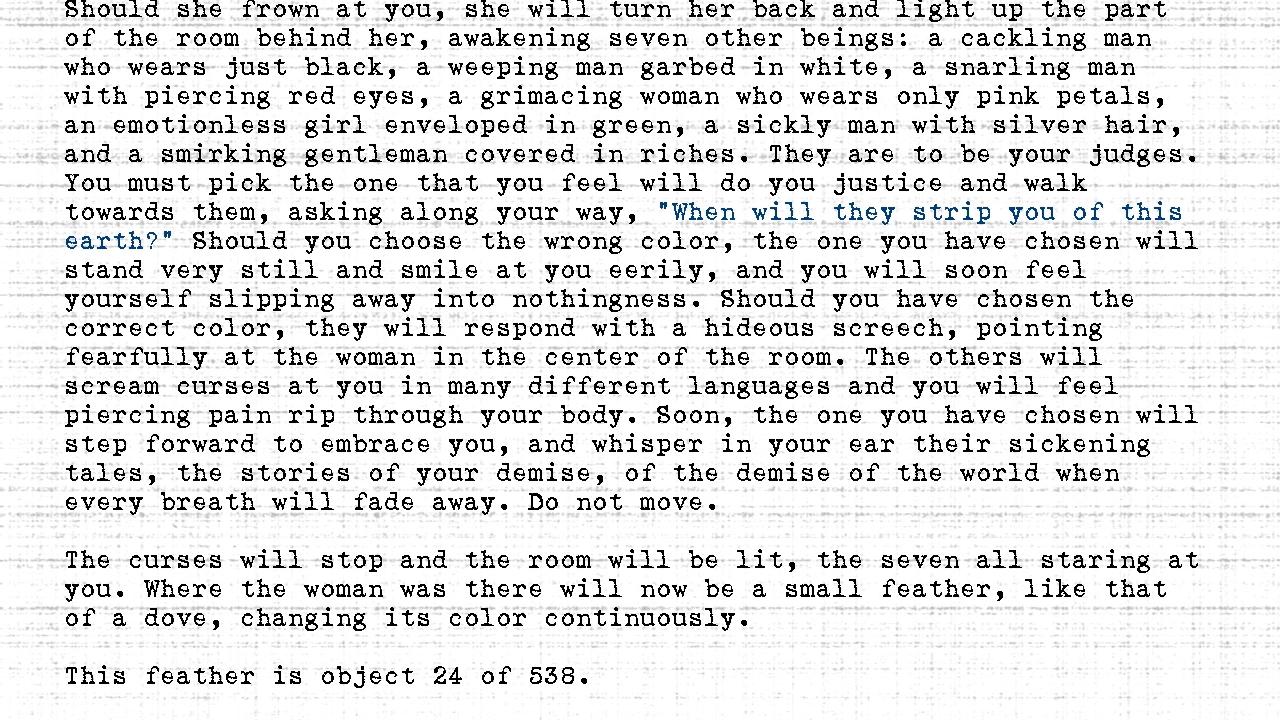 Should she frown at you, she will turn her back and light up the part
of the room behind her, awakening seven other beings: a cackling man
who wears just black, a weeping man garbed in white, a snarling man
with piercing red eyes, a grimacing woman who wears only pink petals,
an emotionless girl enveloped in green, a sickly man with silver hair,
and a smirking gentleman covered in riches. They are to be your judges.
You must pick the one that you feel will do you justice and walk
towards them, asking along your way, "When will they strip you of this
earth?" Should you choose the wrong color, the one you have chosen will
stand very still and smile at you eerily, and you will soon feel
yourself slipping away into nothingness. Should you have chosen the
correct color, they will respond with a hideous screech, pointing
fearfully at the woman in the center of the room. The others will
scream curses at you in many different languages and you will feel
piercing pain rip through your body. Soon, the one you have chosen will
step forward to embrace you, and whisper in your ear their sickening
tales, the stories of your demise, of the demise of the world when
every breath will fade away. Do not move.
The curses will stop and the room will be lit, the seven all staring at
you. Where the woman was there will now be a small feather, like that
of a dove, changing its color continuously.
This feather is object 24 of 538.